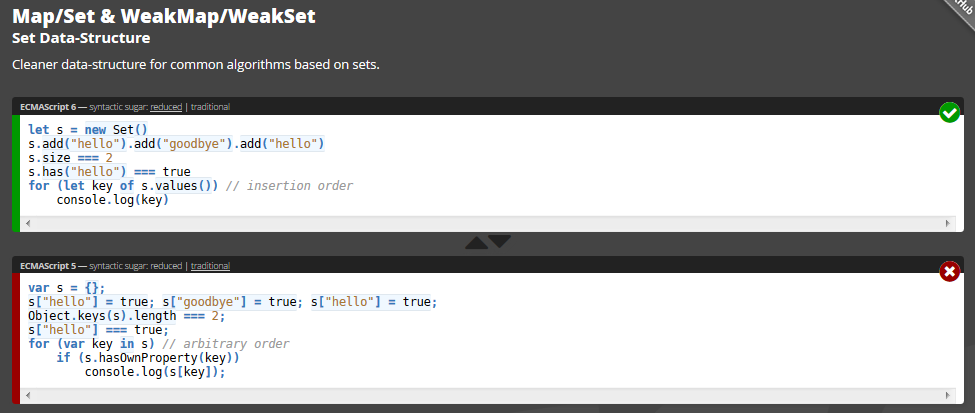 Map/Set & WeakMap/WeakSet
Set Data-Structure
Cleaner data-structure for common algorithms based on sets.
ECMAScript 6 — syntactic sugar: reduced | traditional
let s = new Set()
s.add("hello").add("goodbye").add("hello")
s.size === 2
s.has("hello") === true
for (let key of s.values()) // insertion order
    console.log(key)
ECMAScript 5 — syntactic sugar: reduced | traditional
var s = {};
s["hello"] = true; s["goodbye"] = true; s["hello"] = true;
Object.keys(s).length === 2;
s["hello"] === true;
for (var key in s) // arbitrary order
    if (s.hasOwnProperty(key))
        console.log(s[key]);